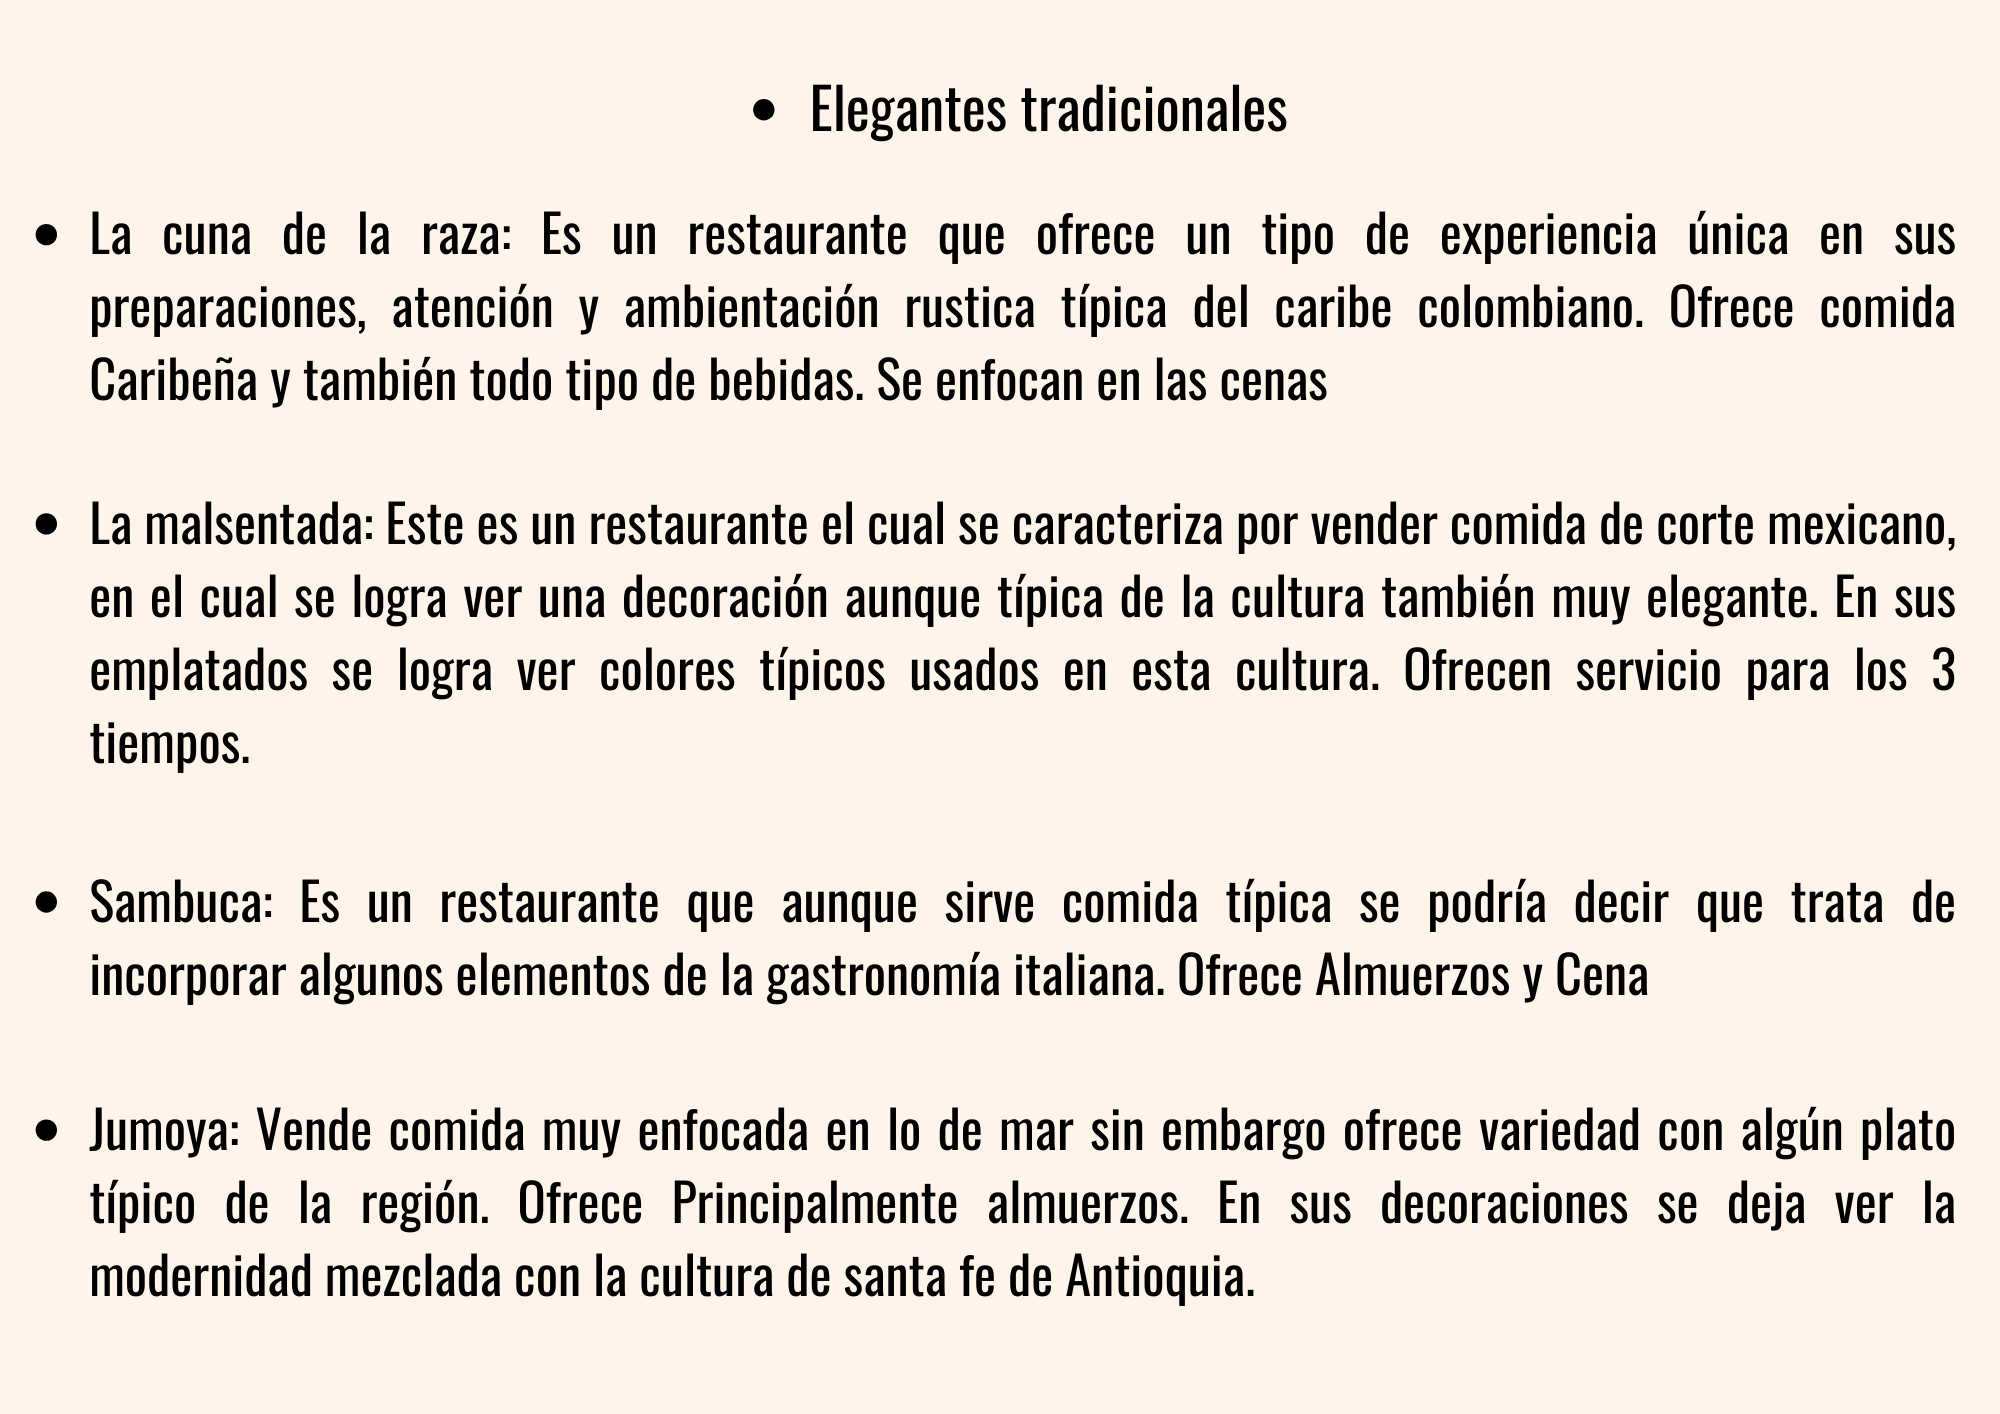 • Elegantes tradicionales
• La cuna de la raza: Es un restaurante que ofrece un tipo de experiencia única en sus
preparaciones, atención y ambientación rustica típica del caribe colombiano. Ofrece comida
Caribeña y también todo tipo de bebidas. Se enfocan en las cenas
• La malsentada: Este es un restaurante el cual se caracteriza por vender comida de corte mexicano,
en el cual se logra ver una decoración aunque típica de la cultura también muy elegante. En sus
emplatados se logra ver colores típicos usados en esta cultura. Ofrecen servicio para los 3
tiempos.
• Sambuca: Es un restaurante que aunque sirve comida típica se podría decir que trata de
incorporar algunos elementos de la gastronomía italiana. Ofrece Almuerzos y Cena
• Jumoya: Vende comida muy enfocada en lo de mar sin embargo ofrece variedad con algún plato
típico de la región. Ofrece Principalmente almuerzos. En sus decoraciones se deja ver la
modernidad mezclada con la cultura de santa fe de Antioquia.